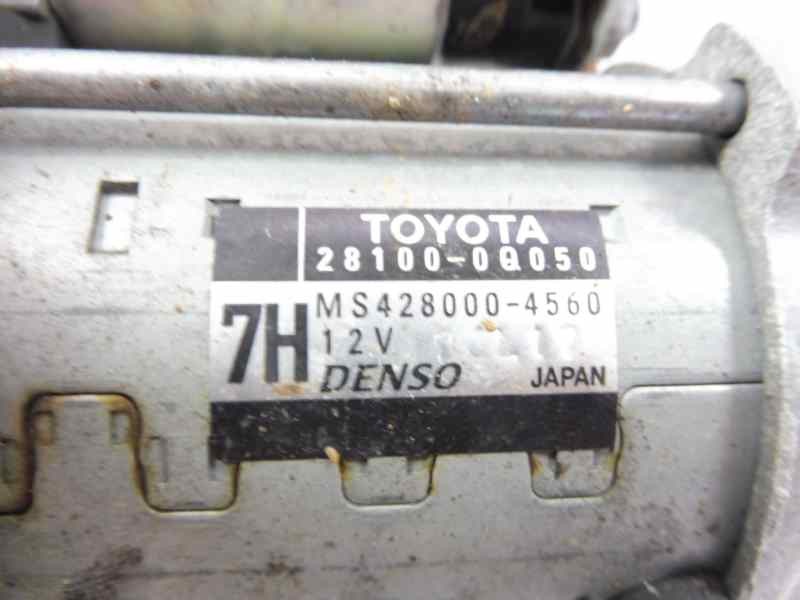 TOYOTA
28100-0Q050
7H MS428000-4560
12V
DENSO JAPAN